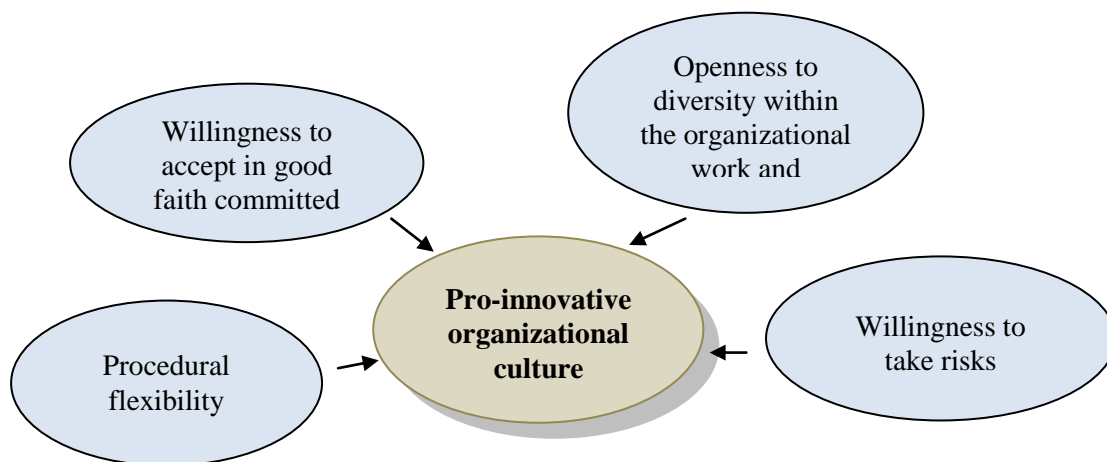 Openness to
diversity within
the organizational
work and
Willingness to
accept in good
faith committed
Pro-innovative
organizational
culture
Willingness to
take risks
Procedural
flexibility